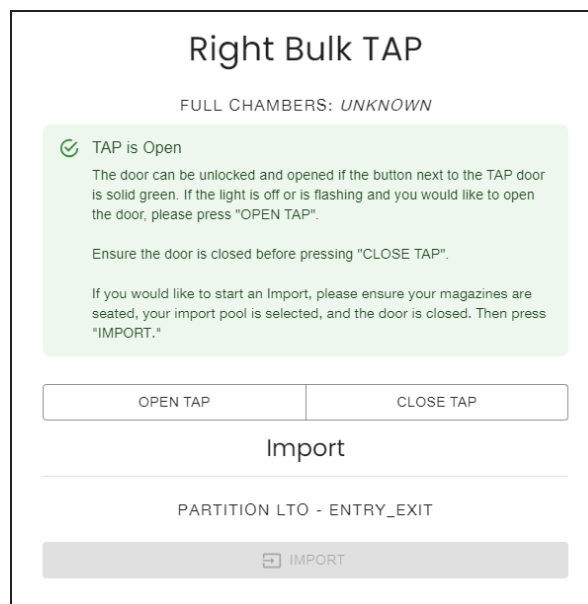 Right Bulk TAP
FULL CHAMBERS: UNKNOWN
TAP is Open
The door can be unlocked and opened if the button next to the TAP door
is solid green. If the light is off or is flashing and you would like to open
the door, please press "OPEN TAP".
Ensure the door is closed before pressing "CLOSE TAP".
If you would like to start an Import, please ensure your magazines are
seated, your import pool is selected, and the door is closed. Then press
"IMPORT."
OPEN TAP
CLOSE TAP
Import
PARTITION LTO - ENTRY_EXIT
IMPORT